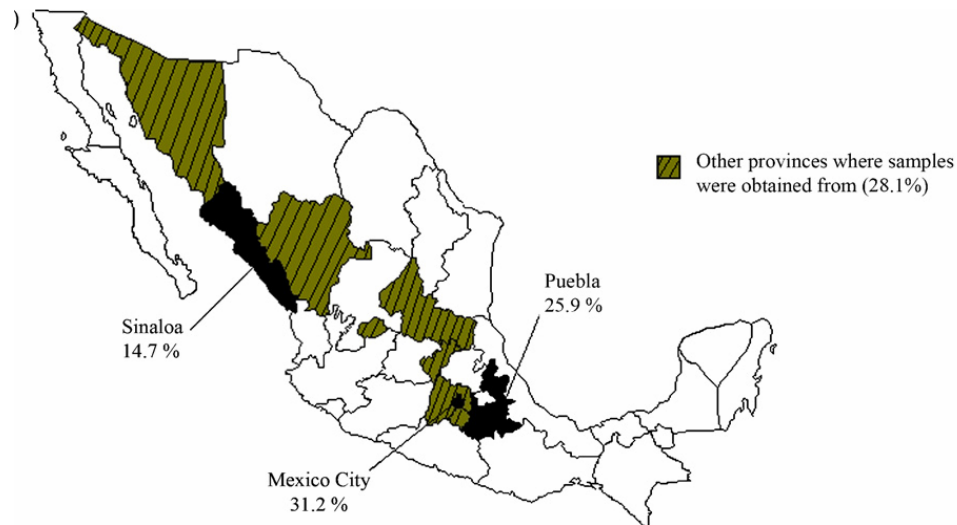 )
Other provinces where samples
were obtained from (28.1%)
Puebla
25.9 %
Sinaloa
14.7 %
Mexico City
31.2 %